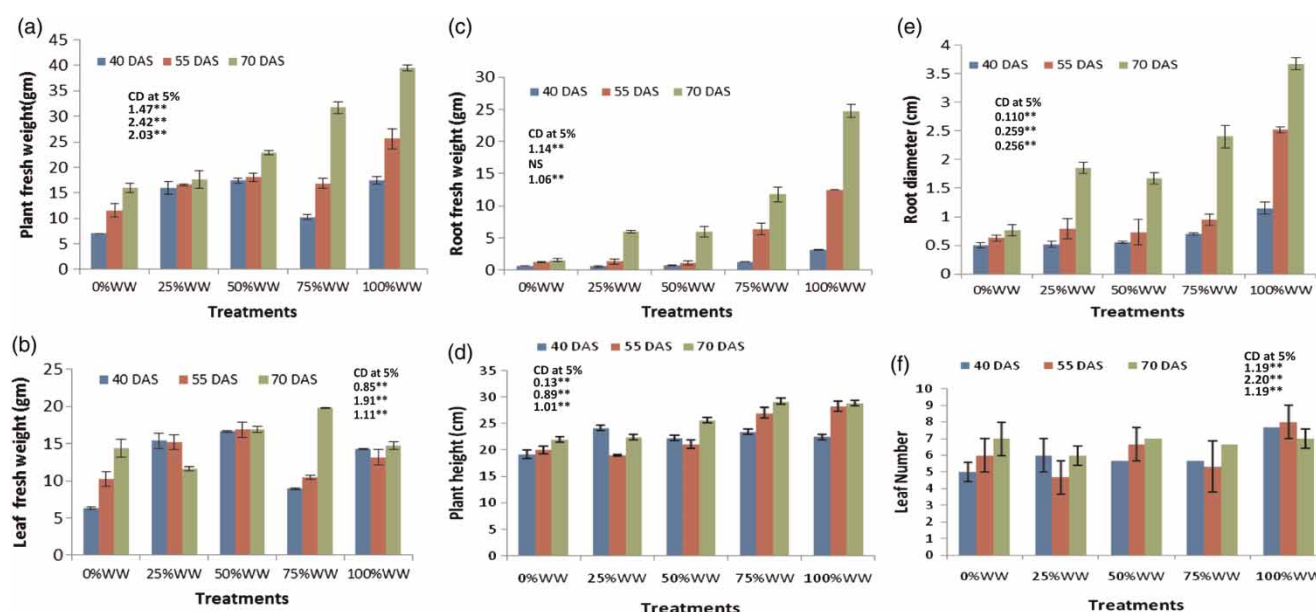 (a)
Plant fresh weight(gm)
45
40
35
30
25
20
15
10
5
0
40 DAS 55 DAS 70 DAS
CD at 5%
1.47**
2.42**
2.03**
0%WW 25%WW 50%WW 75%WW 100%WW
Treatments
(b)
Leaf fresh weight (gm)
25
20
15
10
5
0
40 DAS 55 DAS 70 DAS
CD at 5%
0.85**
1.91**
1.11**
0%WW 25%WW 50%WW 75%WW 100%WW
Treatments
(c)
Root fresh weight (gm)
30
25
20
15
10
5
0
40 DAS 55 DAS 70 DAS
CD at 5%
1.14**
NS
1.06**
0%WW 25%WW 50%WW 75%WW 100%WW
Treatments
(d)
Plant height (cm)
35
30
25
20
15
10
5
0
40 DAS 55 DAS 70 DAS
CD at 5%
0.13**
0.89**
1.01**
0%WW 25%WW 50%WW 75%WW 100%WW
Treatments
(e)
Root diameter (cm)
4
3.5
3
2.5
2
1.5
1
0.5
0
40 DAS 55 DAS 70 DAS
CD at 5%
0.110**
0.259**
0.256**
0%WW 25%WW 50%WW 75%WW 100%WW
Treatments
(f)
Leaf Number
10
9
8
7
6
5
4
3
2
1
0
40 DAS 55 DAS 70 DAS
CD at 5%
1.19**
2.20**
1.19**
0%WW 25%WW 50%WW 75%WW 100%WW
Treatments